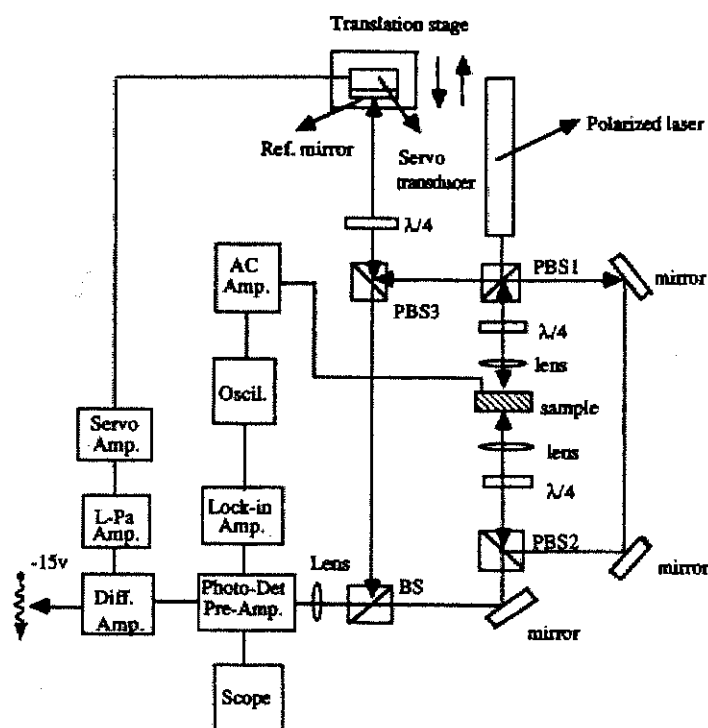 Translation stage
Polarized laser
Ref. mirror
Servo
transducer
λ/4
AC
Amp.
PBS1
mirror
PBS3
λ/4
lens
Oscil.
sample
Servo
Amp.
lens
λ/4
L-Pa
Amp.
Lock-in
Amp.
PBS2
mirror
-15v
Diff.
Amp.
Photo-Det
Pre-Amp.
Lens
BS
mirror
Scope